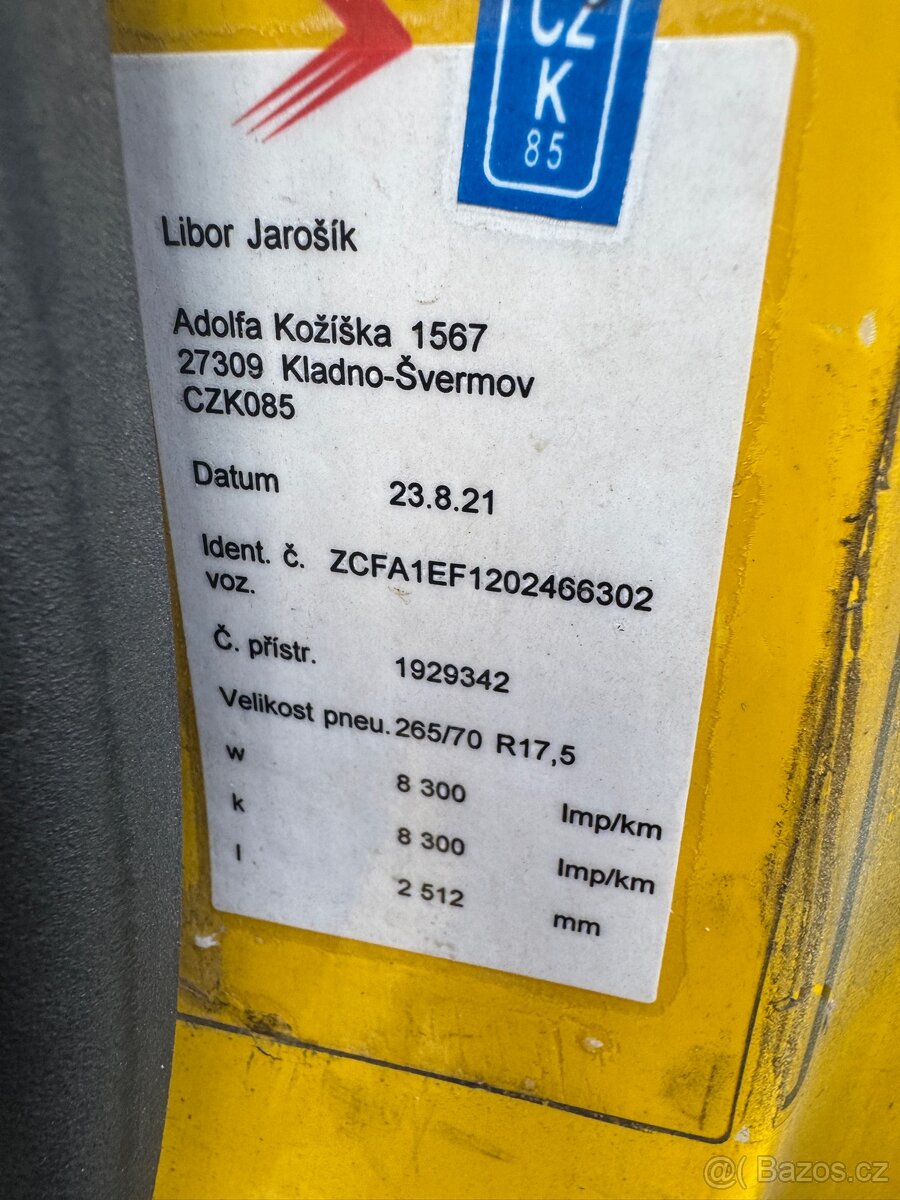 CZ
K
85
Libor Jarošík
Adolfa Kožíška 1567
27309 Kladno-Švermov
CZK085
Datum 23.8.21
Ident. č. voz. ZCFA1EF1202466302
Č. přístr. 1929342
Velikost pneu. 265/70 R17,5
w 8 300 Imp/km
k 8 300 Imp/km
l 2 512 mm
@( Bazos.cz